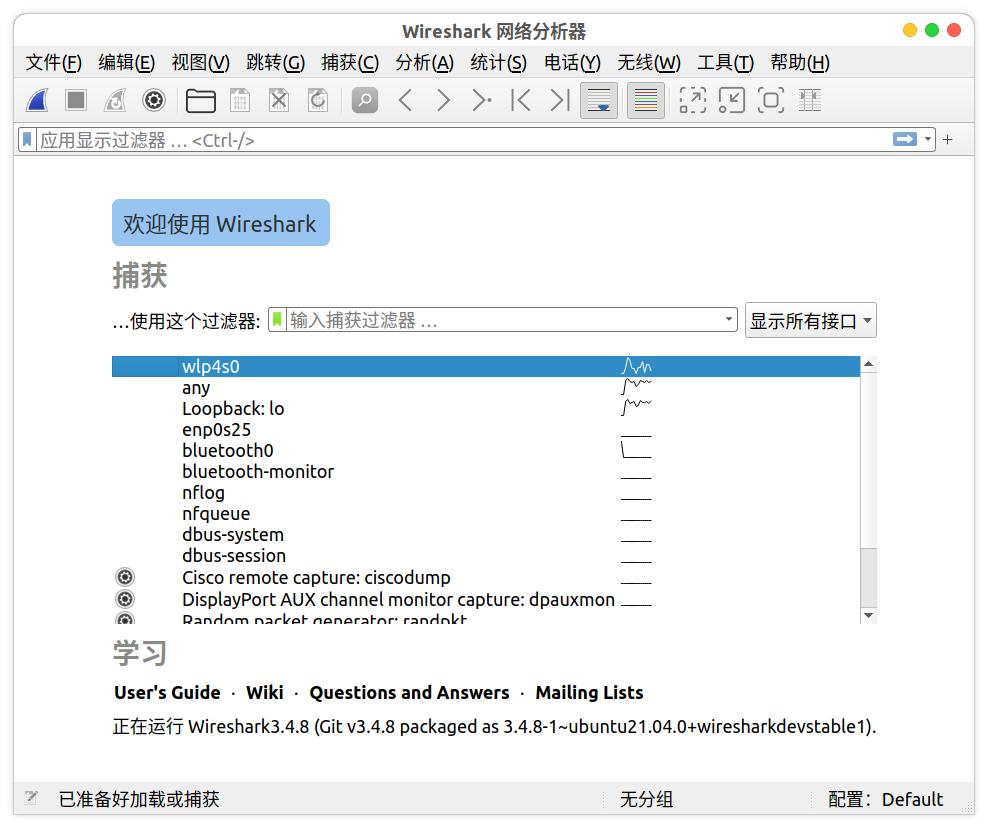 Wireshark 网络分析器
文件(F) 编辑(E) 视图(V) 跳转(G) 捕获(C) 分析(A) 统计(S) 电话(Y) 无线(W) 工具(T) 帮助(H)
应用显示过滤器 … <Ctrl-/> +
欢迎使用 Wireshark
捕获
…使用这个过滤器: 输入捕获过滤器 … 显示所有接口
wlp4s0
any
Loopback: lo
enp0s25
bluetooth0
bluetooth-monitor
nflog
nfqueue
dbus-system
dbus-session
Cisco remote capture: ciscodump
DisplayPort AUX channel monitor capture: dpauxmon
Random packet generator: randpkt
学习
User's Guide · Wiki · Questions and Answers · Mailing Lists
正在运行 Wireshark3.4.8 (Git v3.4.8 packaged as 3.4.8-1~ubuntu21.04.0+wiresharkdevstable1).
已准备好加载或捕获 无分组 配置：Default